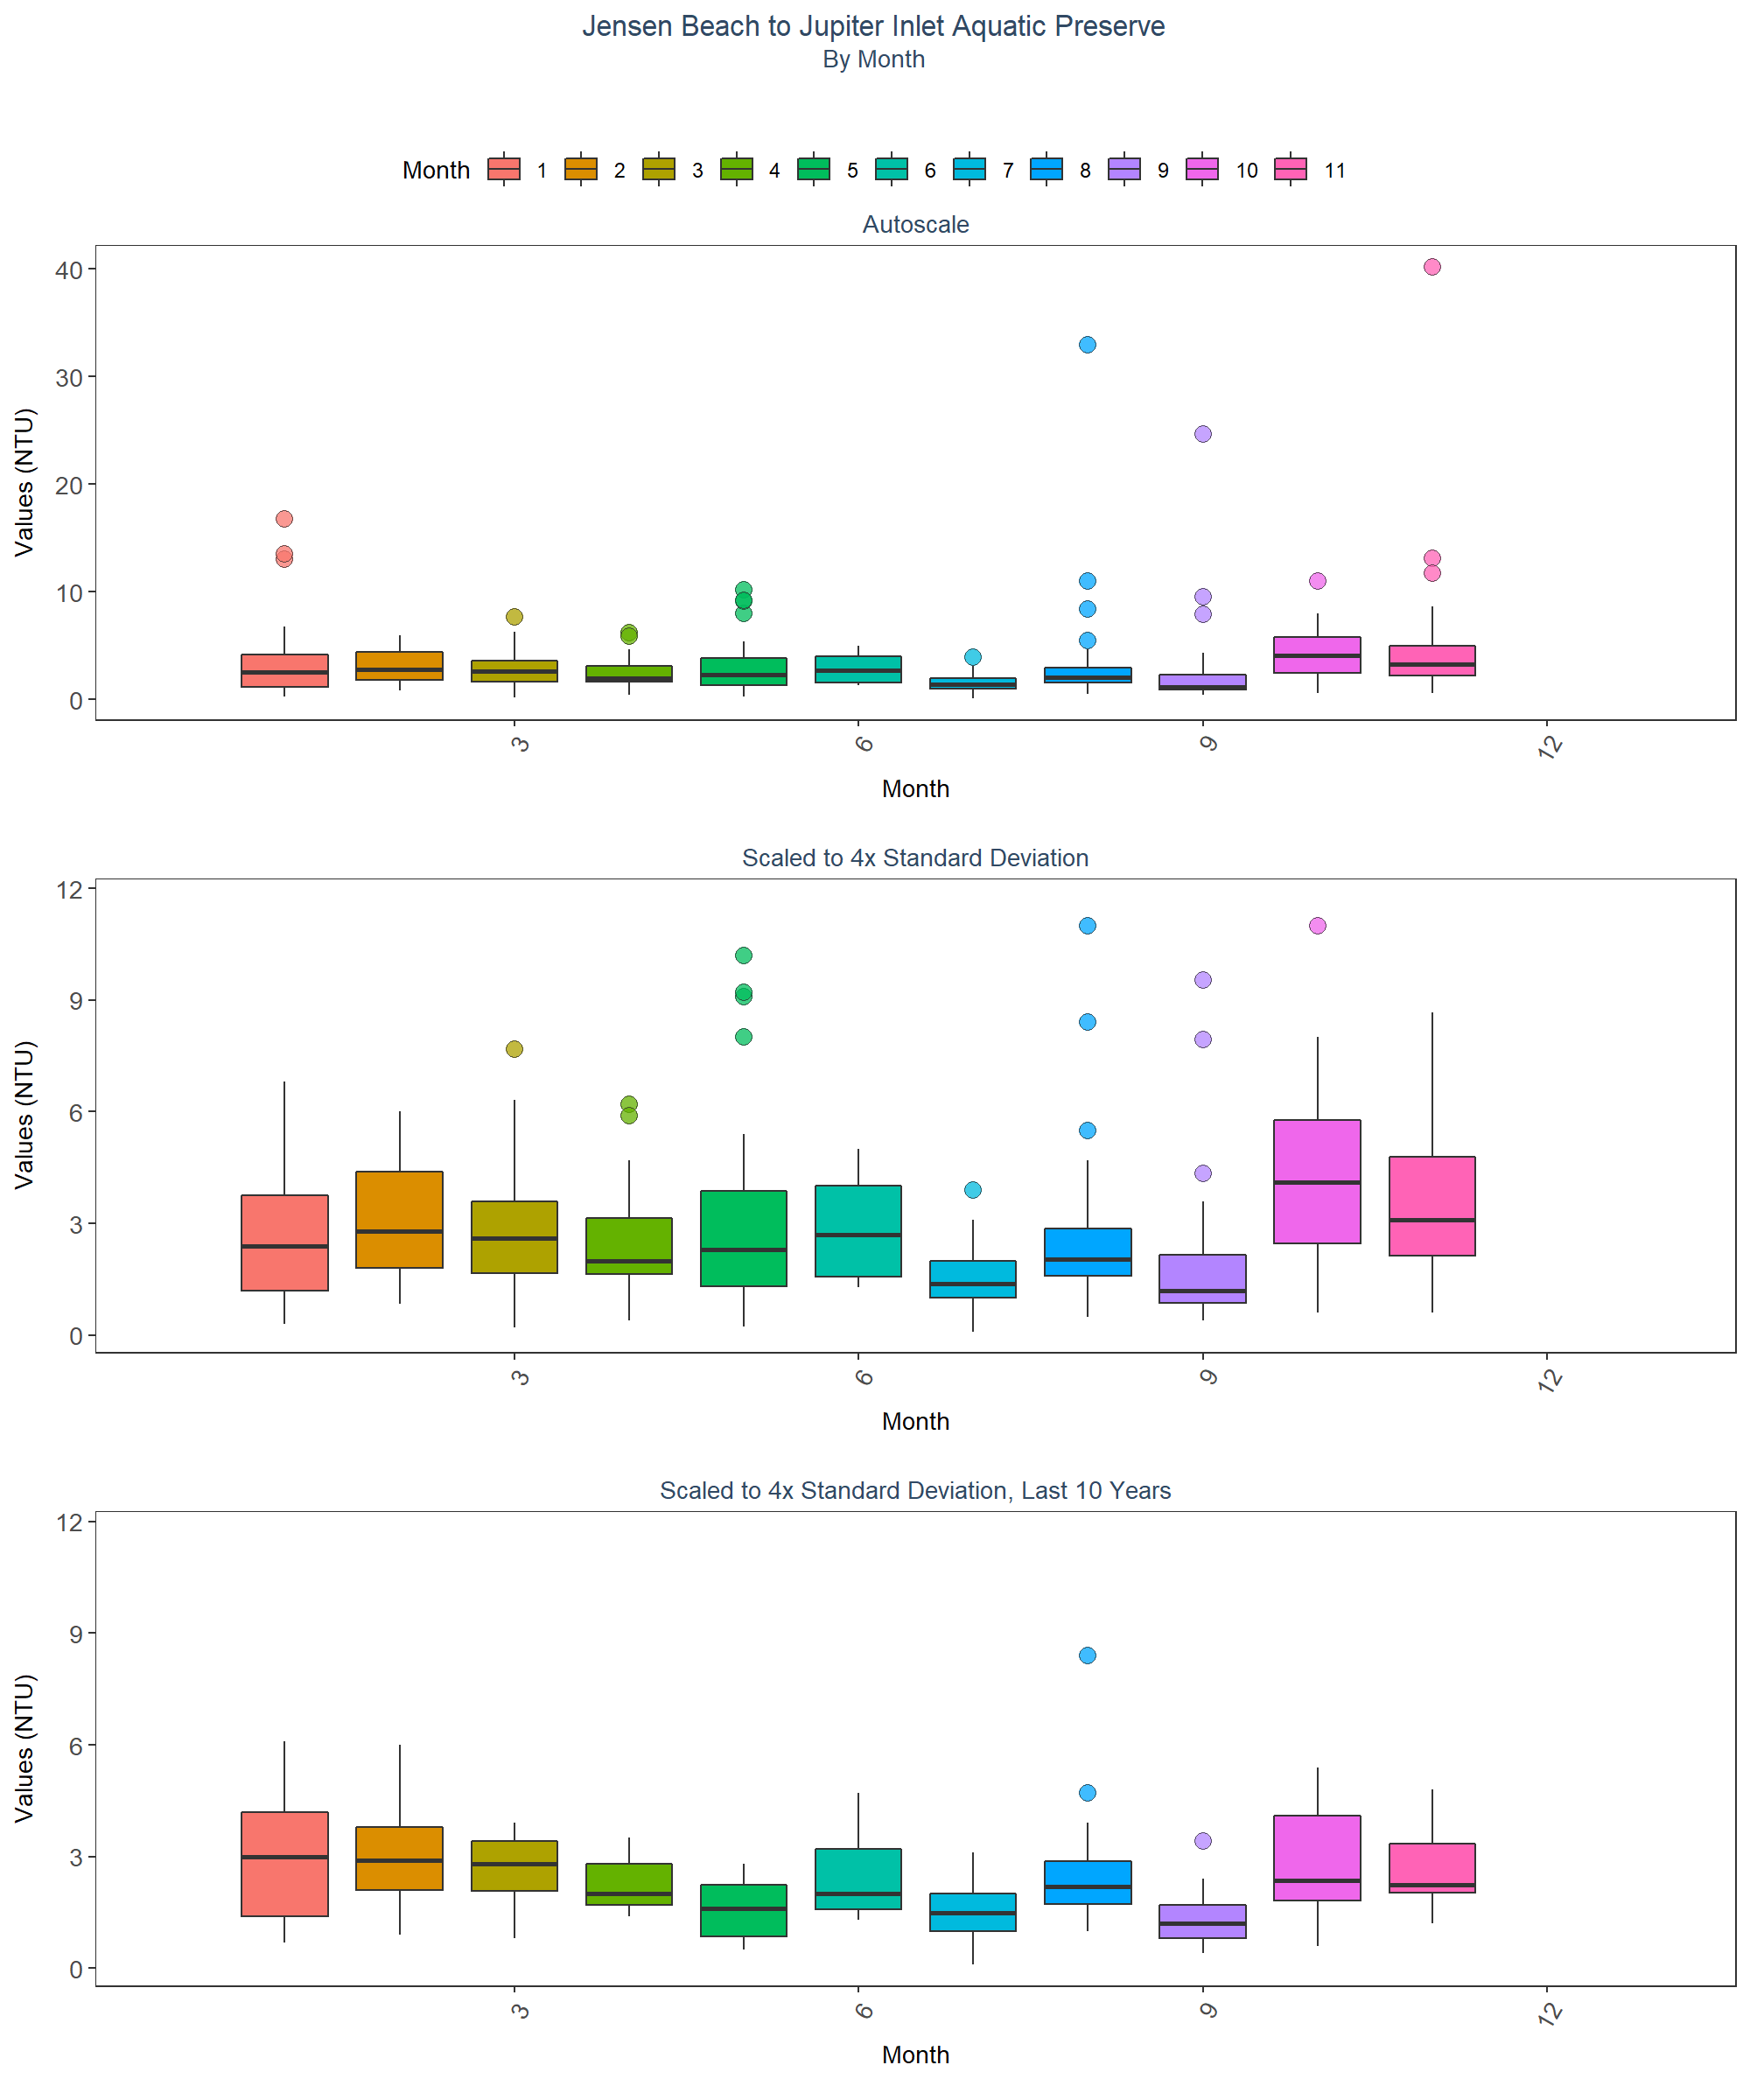 Jensen Beach to Jupiter Inlet Aquatic Preserve
By Month
Month 1 2 3 4 5 6 7 8 9 10 11
Autoscale
40
30
20
10
0
Values (NTU)
3 6 9 12
Month
Scaled to 4x Standard Deviation
12
9
6
3
0
Values (NTU)
3 6 9 12
Month
Scaled to 4x Standard Deviation, Last 10 Years
12
9
6
3
0
Values (NTU)
3 6 9 12
Month